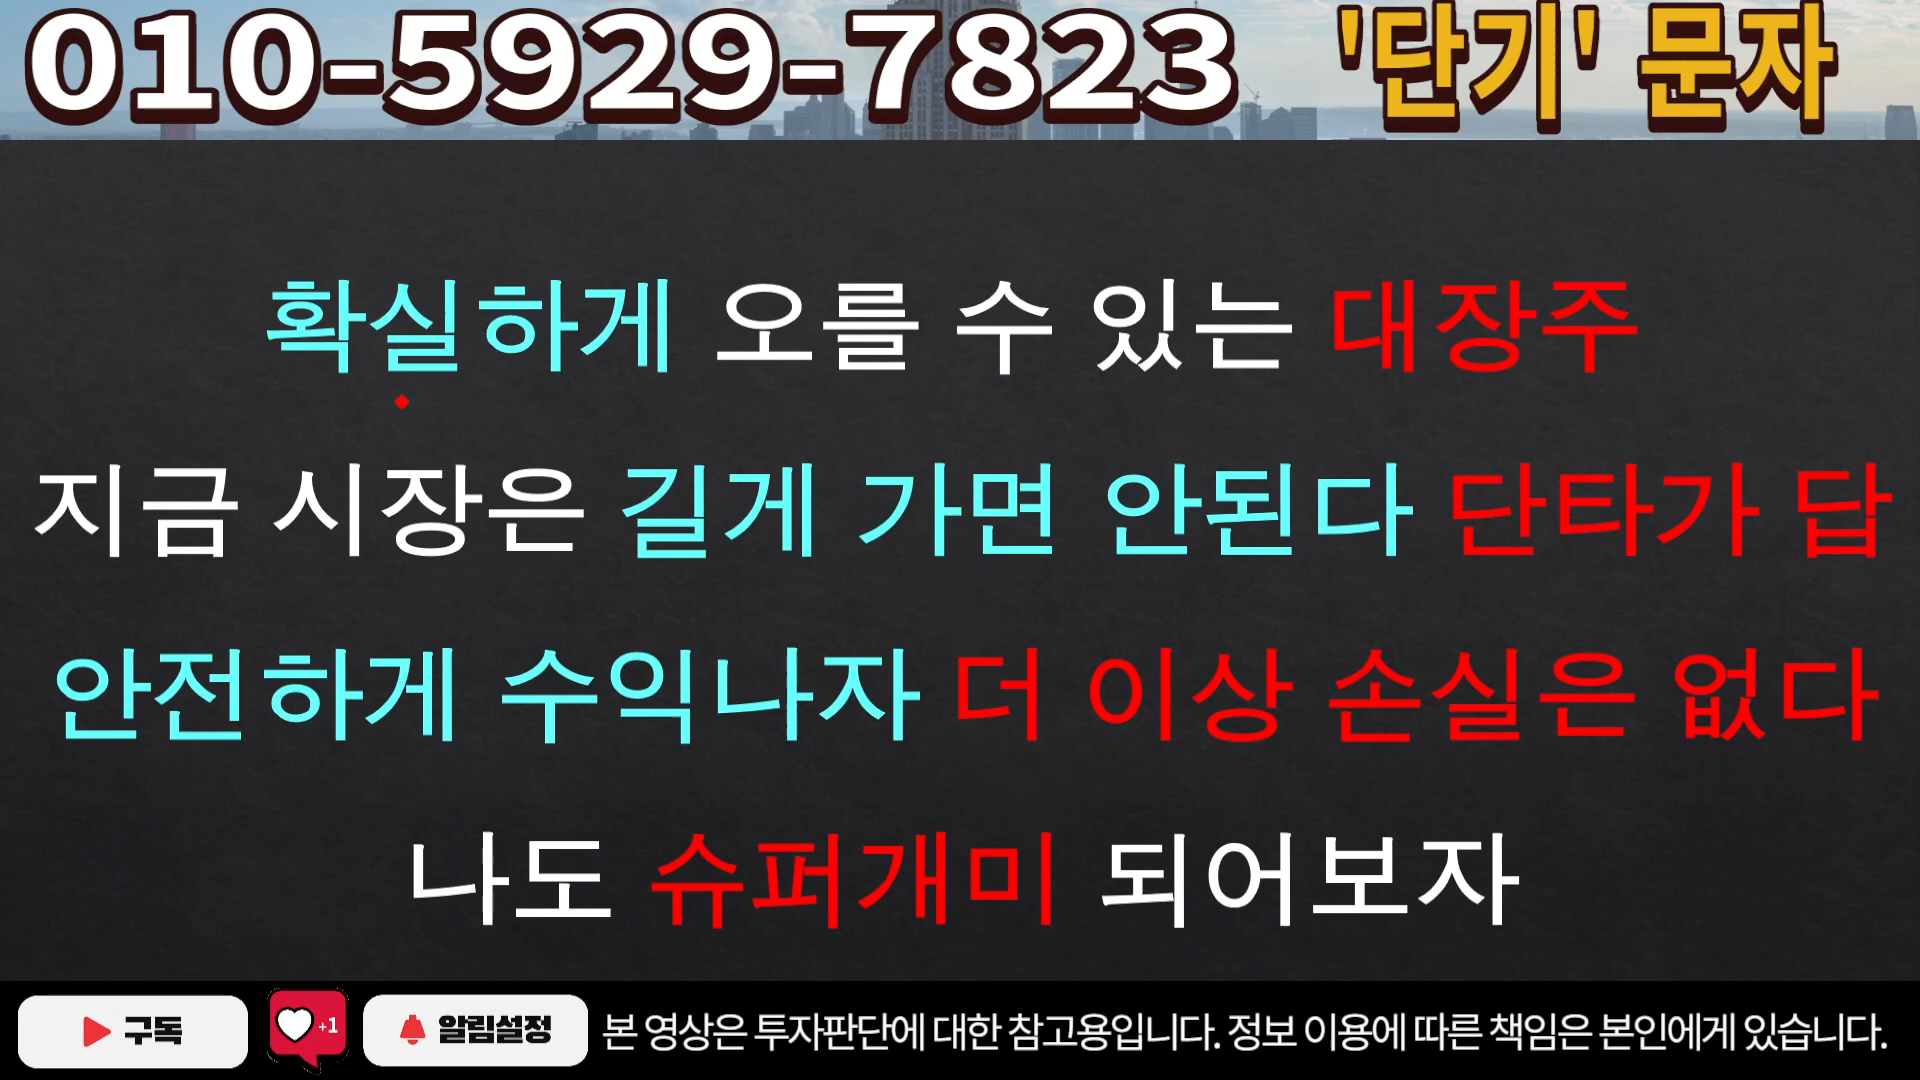 010-5929-7823 '단기' 문자
확실하게 오를 수 있는 대장주
지금 시장은 길게 가면 안된다 단타가 답
안전하게 수익나자 더 이상 손실은 없다
나도 슈퍼개미 되어보자
구독 +1 알림설정 본 영상은 투자판단에 대한 참고용입니다. 정보 이용에 따른 책임은 본인에게 있습니다.